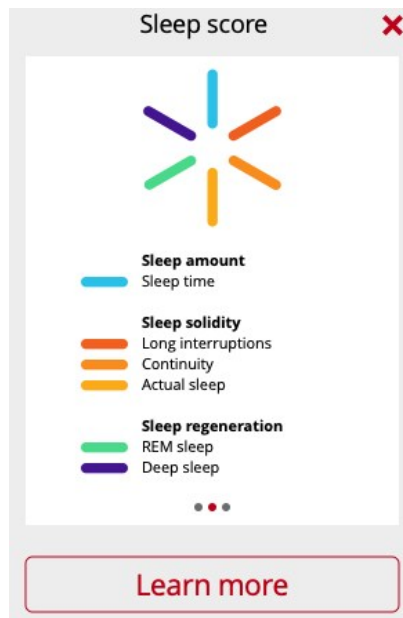 Sleep score
Sleep amount
Sleep time
Sleep solidity
Long interruptions
Continuity
Actual sleep
Sleep regeneration
REM sleep
Deep sleep
Learn more